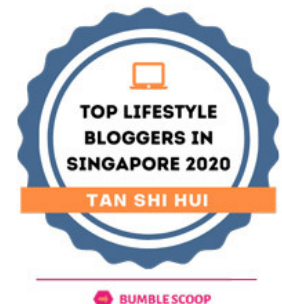 TOP LIFESTYLE
BLOGGERS IN
SINGAPORE 2020
TAN SHI HUI
BUMBLE SCOOP